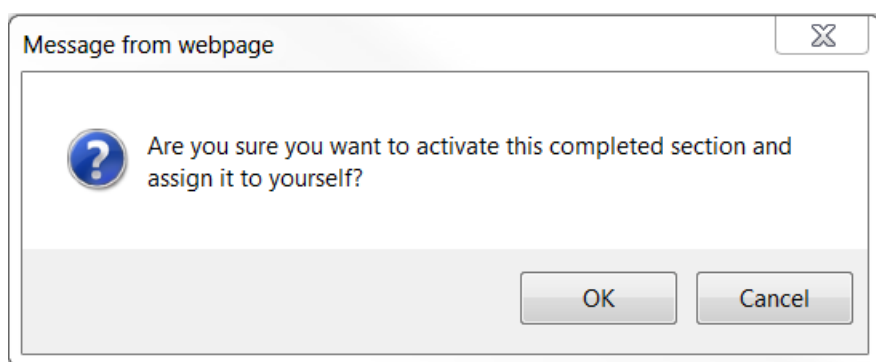 Message from webpage
Are you sure you want to activate this completed section and
assign it to yourself?
OK
Cancel